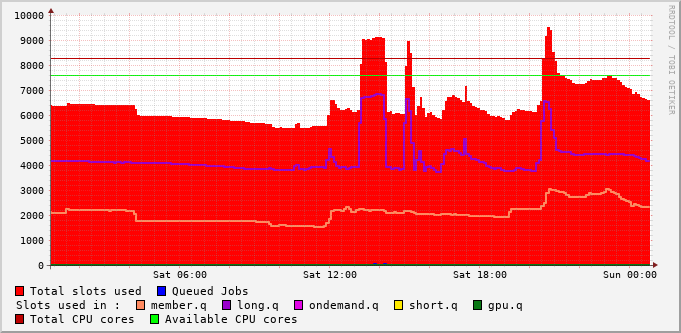 10000
9000
8000
7000
6000
5000
4000
3000
2000
1000
0
Sat 06:00 Sat 12:00 Sat 18:00 Sun 00:00
RRDTOOL / TOBI OETIKER
Total slots used Queued Jobs
Slots used in : member.q long.q ondemand.q short.q gpu.q
Total CPU cores Available CPU cores